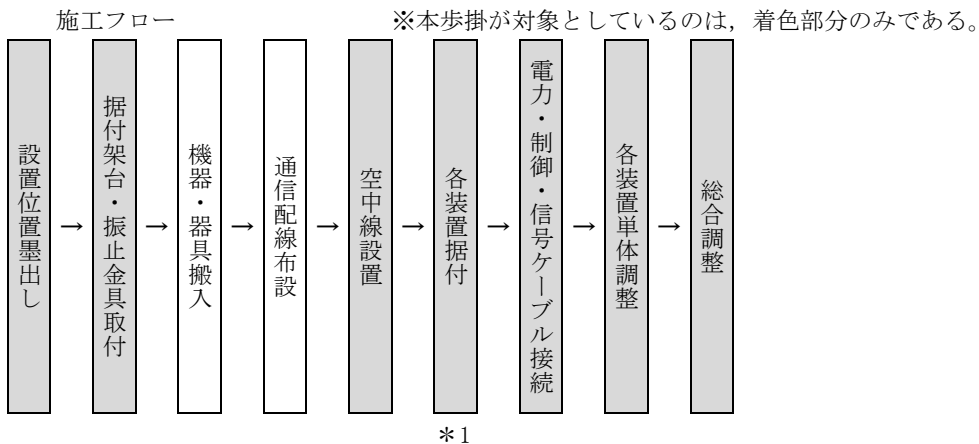 施工フロー
※本歩掛が対象としているのは，着色部分のみである。
設置位置墨出し
→
据付架台・振止金具取付
→
機器・器具搬入
→
通信配線布設
→
空中線設置
→
各装置据付
→
電力・制御・信号ケーブル接続
→
各装置単体調整
→
総合調整
＊1